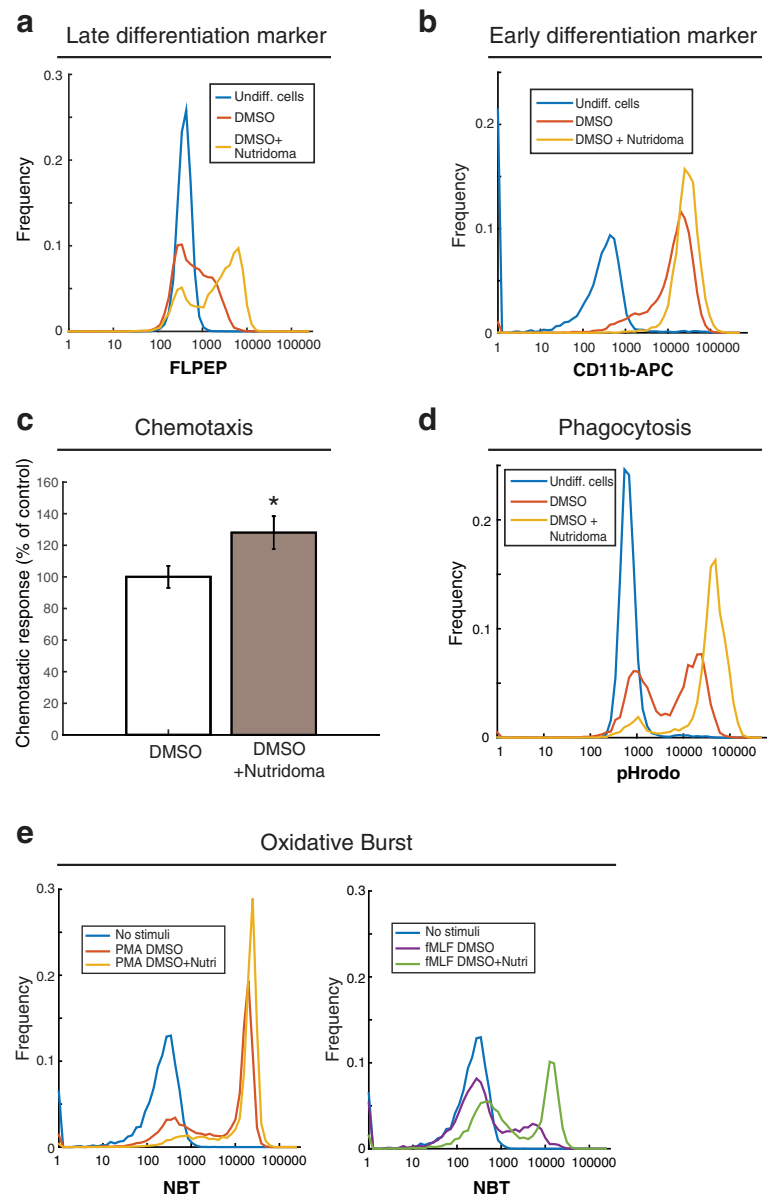 a
Late differentiation marker
0.3
0.2
0.1
0
Frequency
Undiff. cells
DMSO
DMSO+
Nutridoma
1 10 100 1000 10000 100000
FLPEP
b
Early differentiation marker
0.2
0.1
0
Frequency
Undiff. cells
DMSO
DMSO + Nutridoma
1 10 100 1000 10000 100000
CD11b-APC
c
Chemotaxis
160
140
120
100
80
60
40
20
0
Chemotactic response (% of control)
*
DMSO
DMSO
+Nutridoma
d
Phagocytosis
0.2
0.1
0
Frequency
Undiff. cells
DMSO
DMSO +
Nutridoma
1 10 100 1000 10000 100000
pHrodo
e
Oxidative Burst
0.3
0.2
0.1
0
Frequency
No stimuli
PMA DMSO
PMA DMSO+Nutri
1 10 100 1000 10000 100000
NBT
0.3
0.2
0.1
0
Frequency
No stimuli
fMLF DMSO
fMLF DMSO+Nutri
1 10 100 1000 10000 100000
NBT